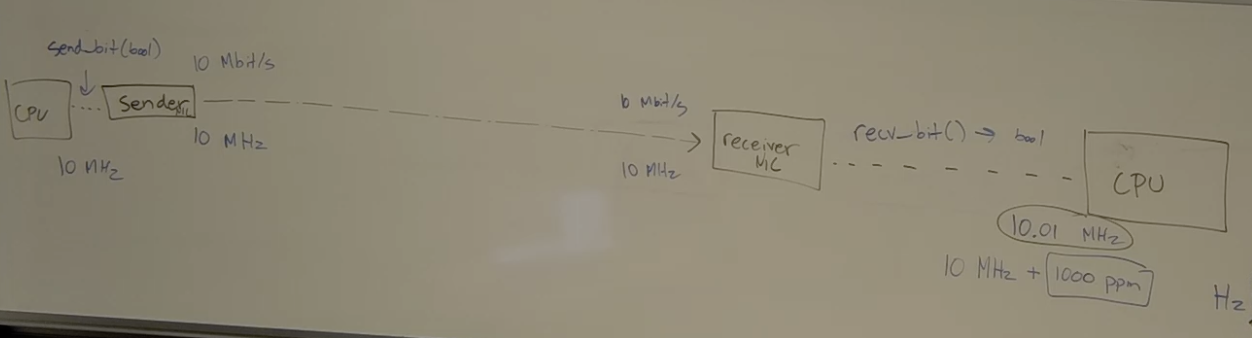 send_bit(bool)
10 Mbit/s
CPU
Sender
10 MHz
10 MHz
10 Mbit/s
receiver
NIC
10 MHz
recv_bit() → bool
CPU
10.01 MHz
10 MHz + 1000 ppm
Hz